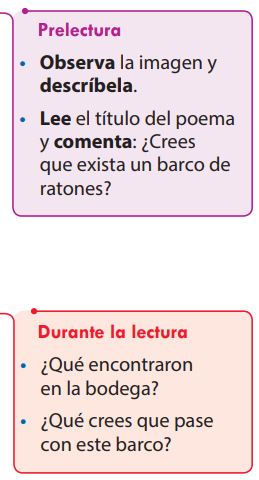 Prelectura
• Observa la imagen y
descríbela.
• Lee el título del poema
y comenta: ¿Crees
que exista un barco de
ratones?
Durante la lectura
• ¿Qué encontraron
en la bodega?
• ¿Qué crees que pase
con este barco?